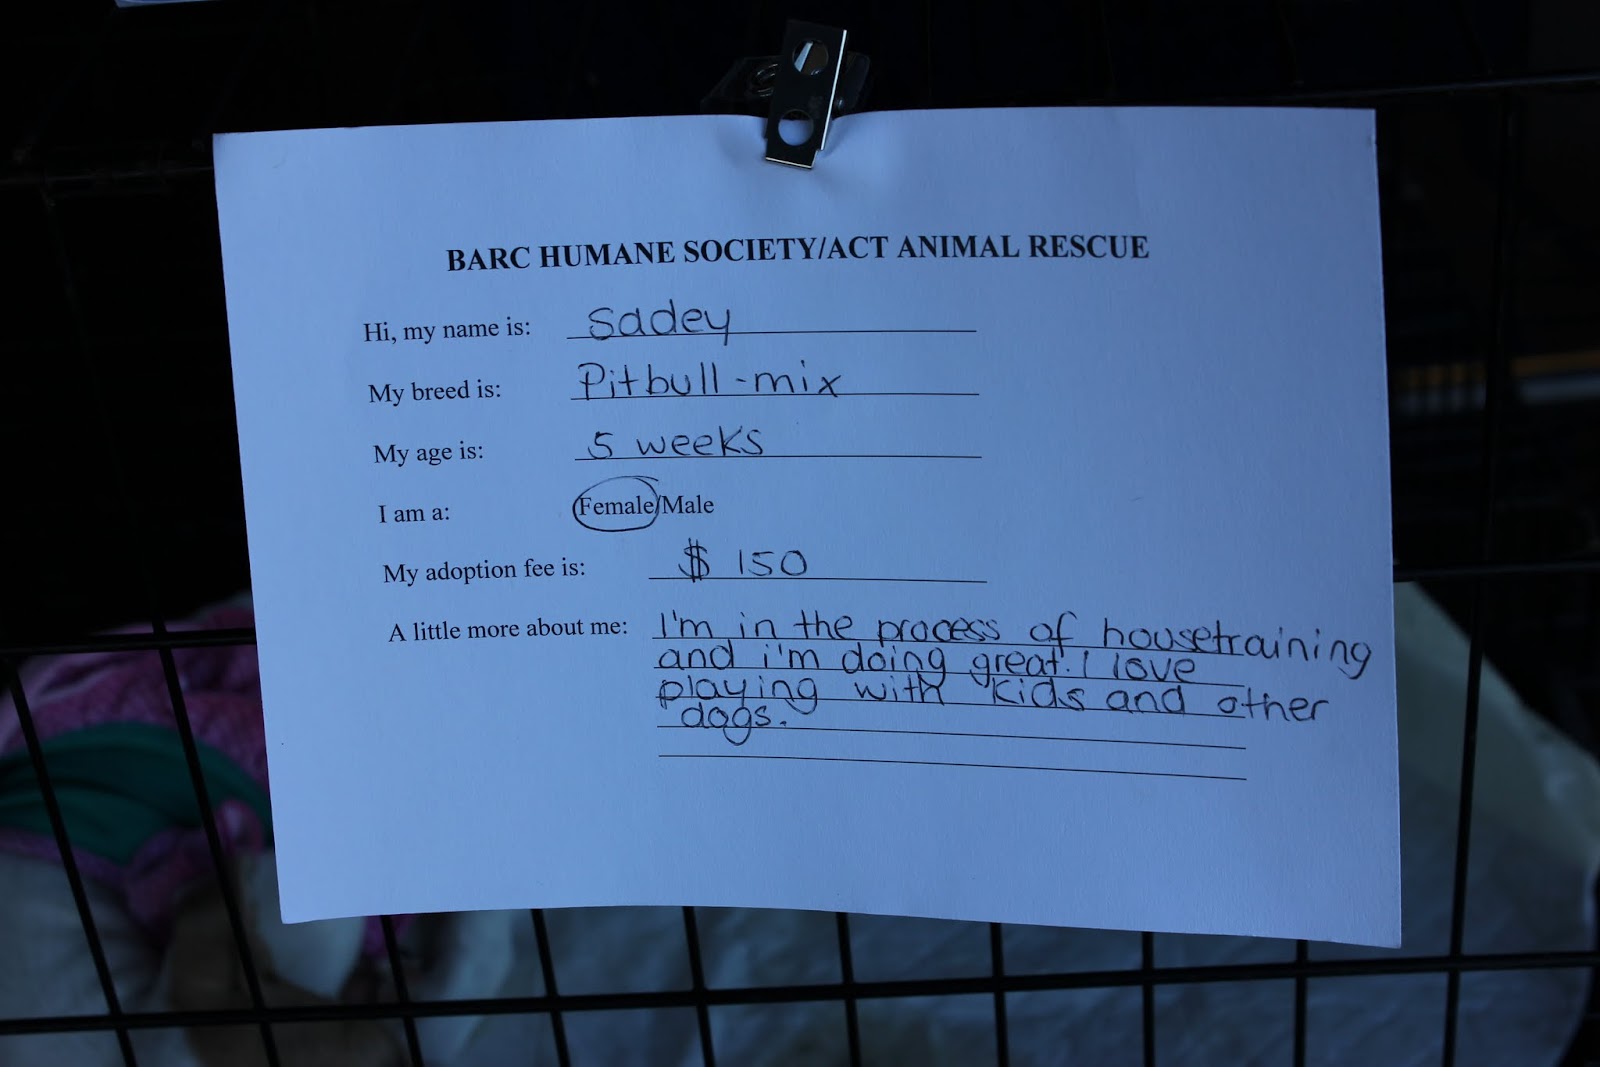 BARC HUMANE SOCIETY/ACT ANIMAL RESCUE
Hi, my name is: Sadey
My breed is: Pitbull-mix
My age is: 5 weeks
I am a: Female/Male
My adoption fee is: $150
A little more about me: I'm in the process of housetraining
and i'm doing great. I love
playing with kids and other
dogs.